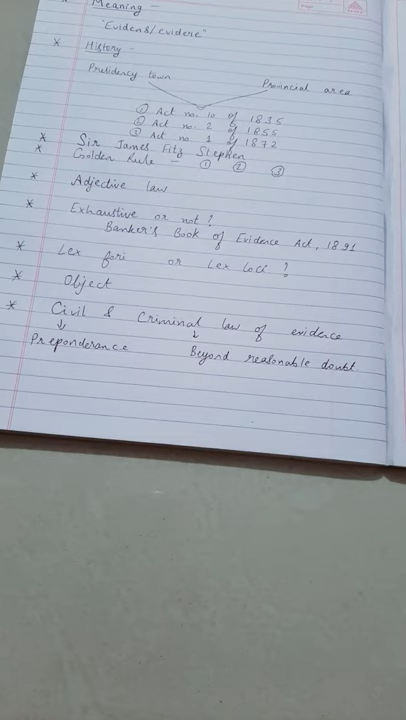 * Meaning -
"Evidens/evidere"
* History -
Presidency town Provincial area
① Act no. 10 of 1835
② Act no. 2 of 1855
③ Act no. 1 of 1872
* Sir James Fitz Stephen
* Golden Rule - ① ② ③
* Adjective law
* Exhaustive or not?
Banker's Book of Evidence Act, 1891
* Lex fori or Lex Loci?
* Object
* Civil & Criminal law of evidence
Preponderance Beyond reasonable doubt